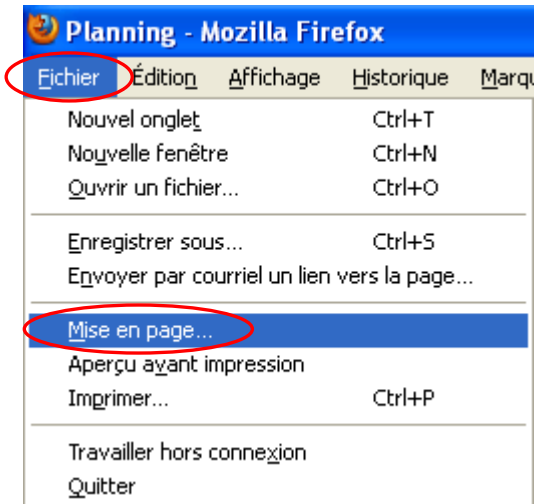 Planning - Mozilla Firefox
Fichier Édition Affichage Historique
Nouvel onglet Ctrl+T
Nouvelle fenêtre Ctrl+N
Ouvrir un fichier... Ctrl+O
Enregistrer sous... Ctrl+S
Envoyer par courriel un lien vers la page...
Mise en page...
Aperçu avant impression
Imprimer... Ctrl+P
Travailler hors connexion
Quitter